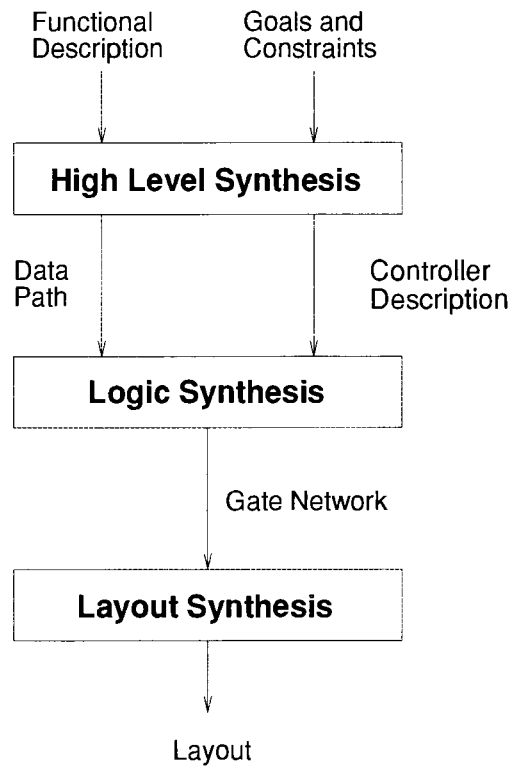 Functional
Description
Goals and
Constraints
High Level Synthesis
Data
Path
Controller
Description
Logic Synthesis
Gate Network
Layout Synthesis
Layout